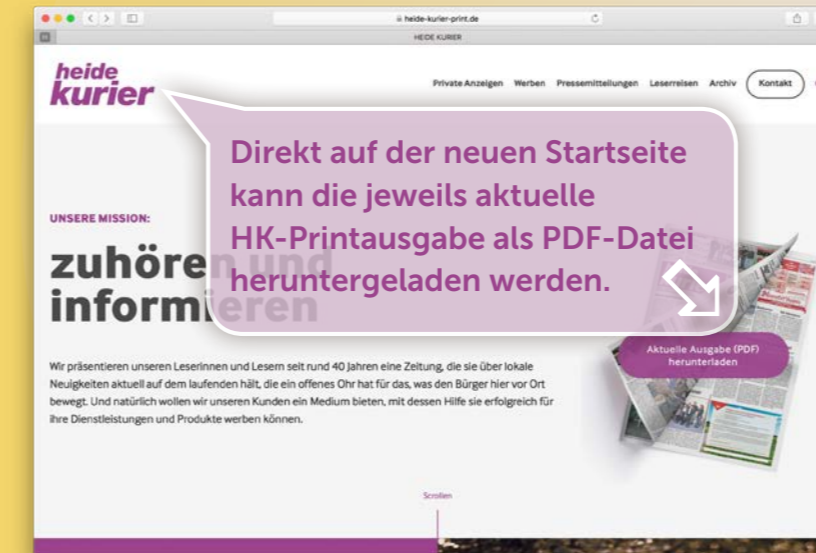 heide-kurier-print.de
HEIDE KURIER
heide
kurier
Private Anzeigen Werben Pressemitteilungen Leserreisen Archiv Kontakt
Direkt auf der neuen Startseite
kann die jeweils aktuelle
HK-Printausgabe als PDF-Datei
heruntergeladen werden.
UNSERE MISSION:
zuhören und
informieren
Aktuelle Ausgabe (PDF)
herunterladen
Wir präsentieren unseren Leserinnen und Lesern seit rund 40 Jahren eine Zeitung, die sie über lokale
Neuigkeiten aktuell auf dem laufenden hält, die ein offenes Ohr hat für das, was den Bürger hier vor Ort
bewegt. Und natürlich wollen wir unseren Kunden ein Medium bieten, mit dessen Hilfe sie erfolgreich für
ihre Dienstleistungen und Produkte werben können.
Scrollen